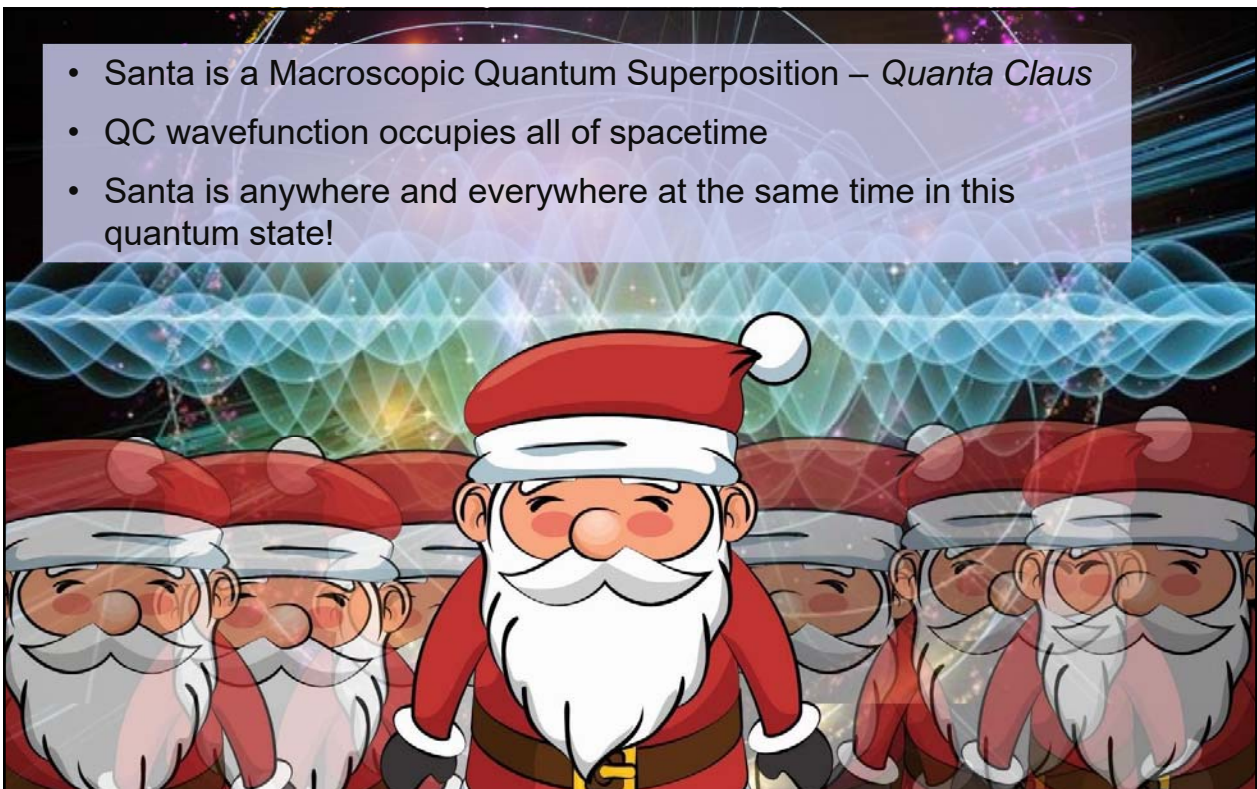 • Santa is a Macroscopic Quantum Superposition – Quanta Claus
• QC wavefunction occupies all of spacetime
• Santa is anywhere and everywhere at the same time in this
quantum state!